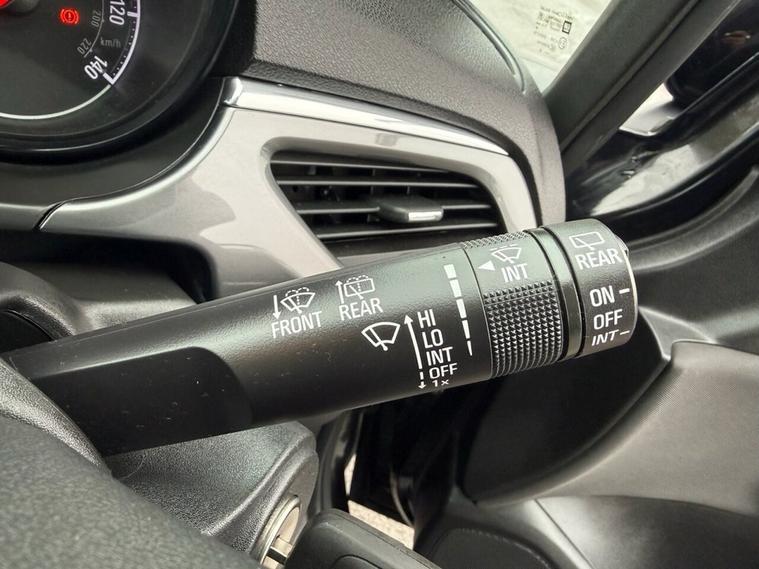 120
200
220
km/h
140
FRONT
REAR
HI
LO
INT
OFF
1x
INT
REAR
ON
OFF
INT